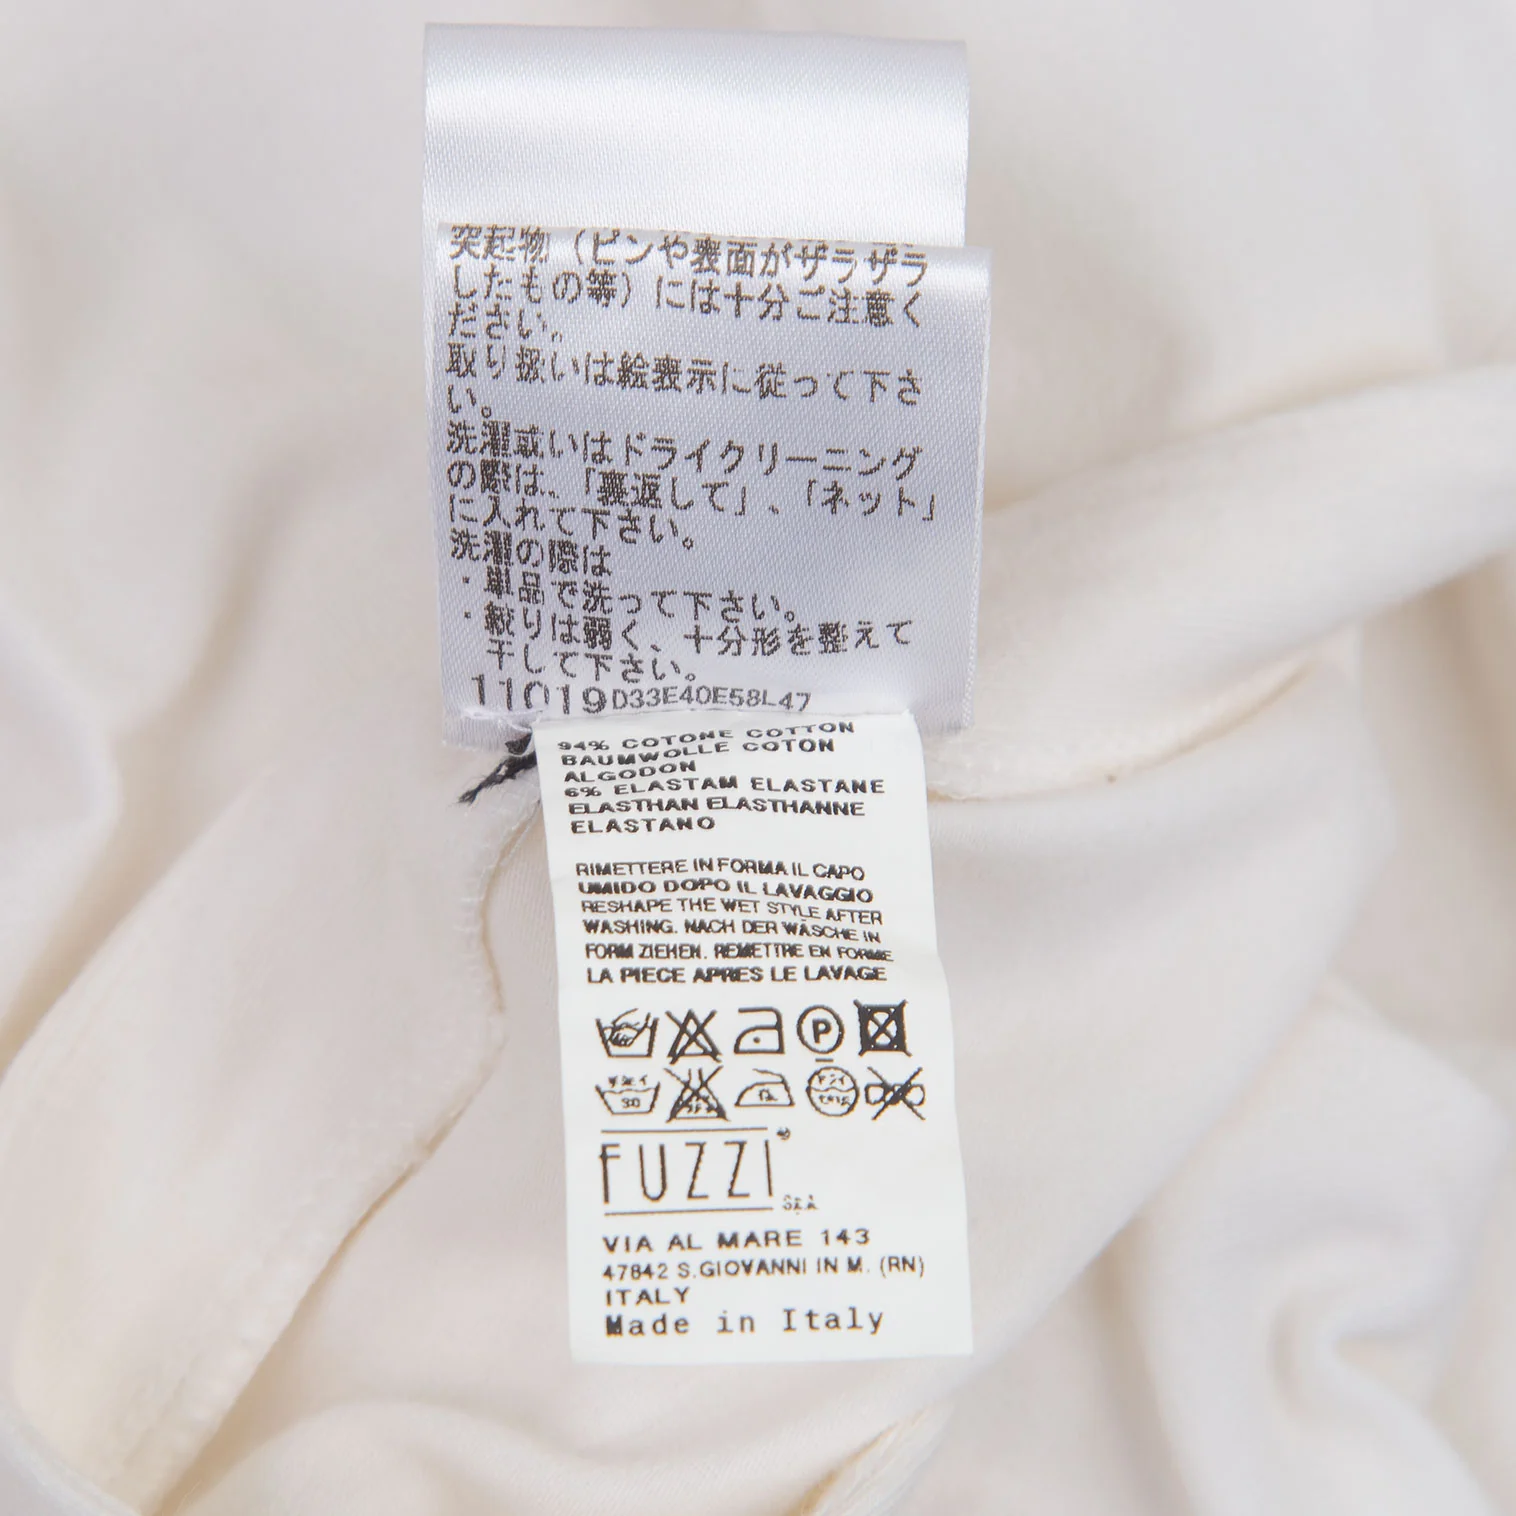 突起物（ピンや表面がザラザラ
したもの等）には十分ご注意く
ださい。
取り扱いは絵表示に従って下さ
い。
洗濯或いはドライクリーニング
の際は、「裏返して」、「ネット」
に入れて下さい。
洗濯の際は
・単品で洗って下さい。
・絞りは弱く、十分形を整えて
干して下さい。
11019D33E40E58L47
94% COTONE COTTON
BAUMWOLLE COTON
ALGODON
6% ELASTAM ELASTANE
ELASTHAN ELASTHANNE
ELASTANO
RIMETTERE IN FORMA IL CAPO
UMIDO DOPO IL LAVAGGIO
RESHAPE THE WET STYLE AFTER
WASHING. NACH DER WÄSCHE IN
FORM ZIEHEN. REMETTRE EN FORME
LA PIECE APRES LE LAVAGE
P
30
FUZZI
S.p.A.
VIA AL MARE 143
47842 S.GIOVANNI IN M. (RN)
ITALY
Made in Italy